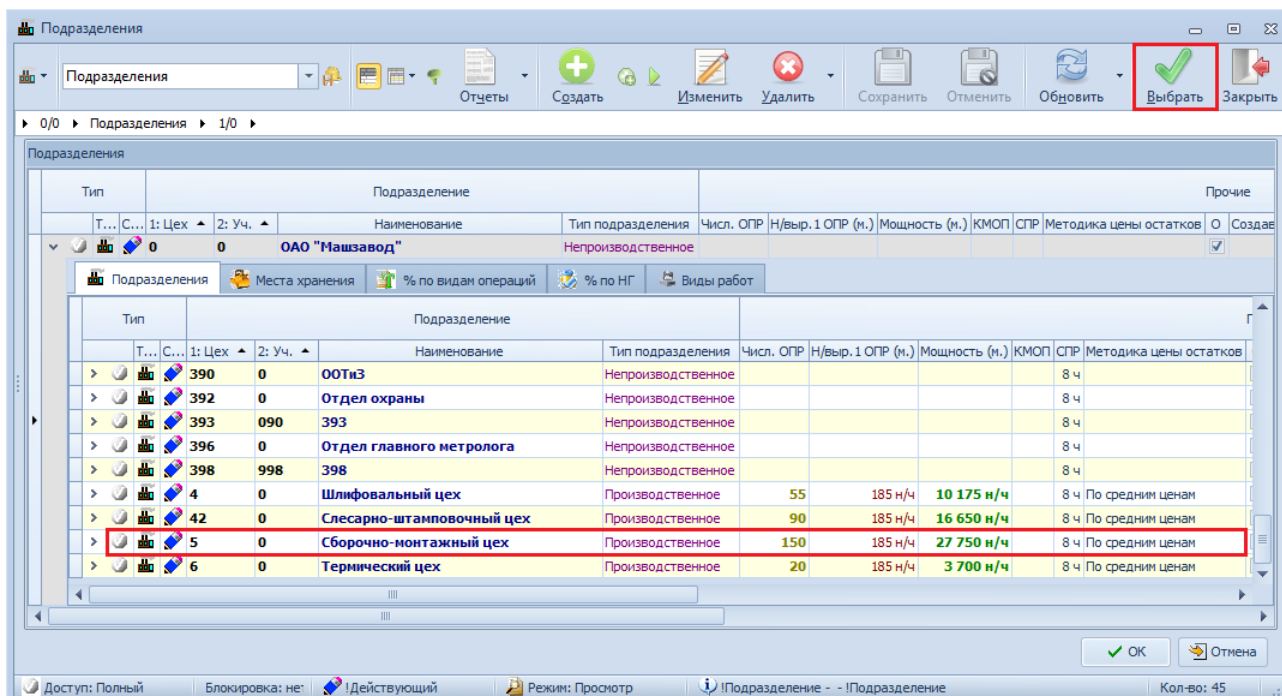 Подразделения
Подразделения Отчеты Создать Изменить Удалить Сохранить Отменить Обновить Выбрать Закрыть
0/0 Подразделения 1/0
Подразделения
Тип Подразделение Прочие
Т... С... 1: Цех 2: Уч. Наименование Тип подразделения Числ. ОПР Н/выр.1 ОПР (м.) Мощность (м.) КМОП СПР Методика цены остатков О Создав
0 0 ОАО "Машзавод" Непроизводственное
Подразделения Места хранения % по видам операций % по НГ Виды работ
Тип Подразделение
Т... С... 1: Цех 2: Уч. Наименование Тип подразделения Числ. ОПР Н/выр.1 ОПР (м.) Мощность (м.) КМОП СПР Методика цены остатков
390 0 ООТиЗ Непроизводственное 8 ч
392 0 Отдел охраны Непроизводственное 8 ч
393 090 393 Непроизводственное 8 ч
396 0 Отдел главного метролога Непроизводственное 8 ч
398 998 398 Непроизводственное 8 ч
4 0 Шлифовальный цех Производственное 55 185 н/ч 10 175 н/ч 8 ч По средним ценам
42 0 Слесарно-штамповочный цех Производственное 90 185 н/ч 16 650 н/ч 8 ч По средним ценам
5 0 Сборочно-монтажный цех Производственное 150 185 н/ч 27 750 н/ч 8 ч По средним ценам
6 0 Термический цех Производственное 20 185 н/ч 3 700 н/ч 8 ч По средним ценам
OK Отмена
Доступ: Полный Блокировка: нет !Действующий Режим: Просмотр !Подразделение - - !Подразделение Кол-во: 45